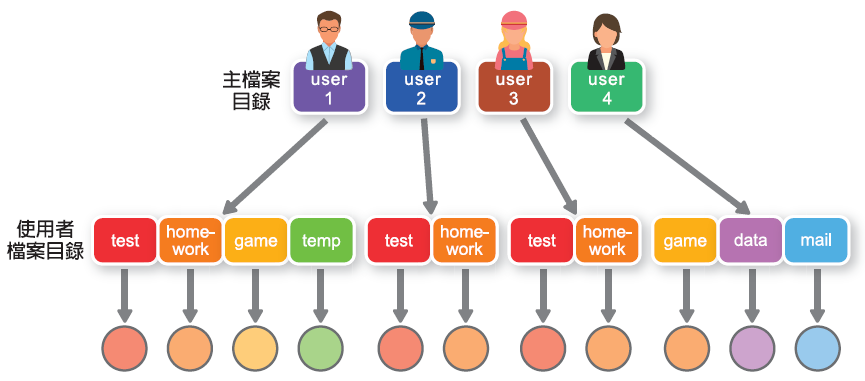 主檔案
目錄
user
1
user
2
user
3
user
4
使用者
檔案目錄
test
home-
work
game
temp
test
home-
work
test
home-
work
game
data
mail